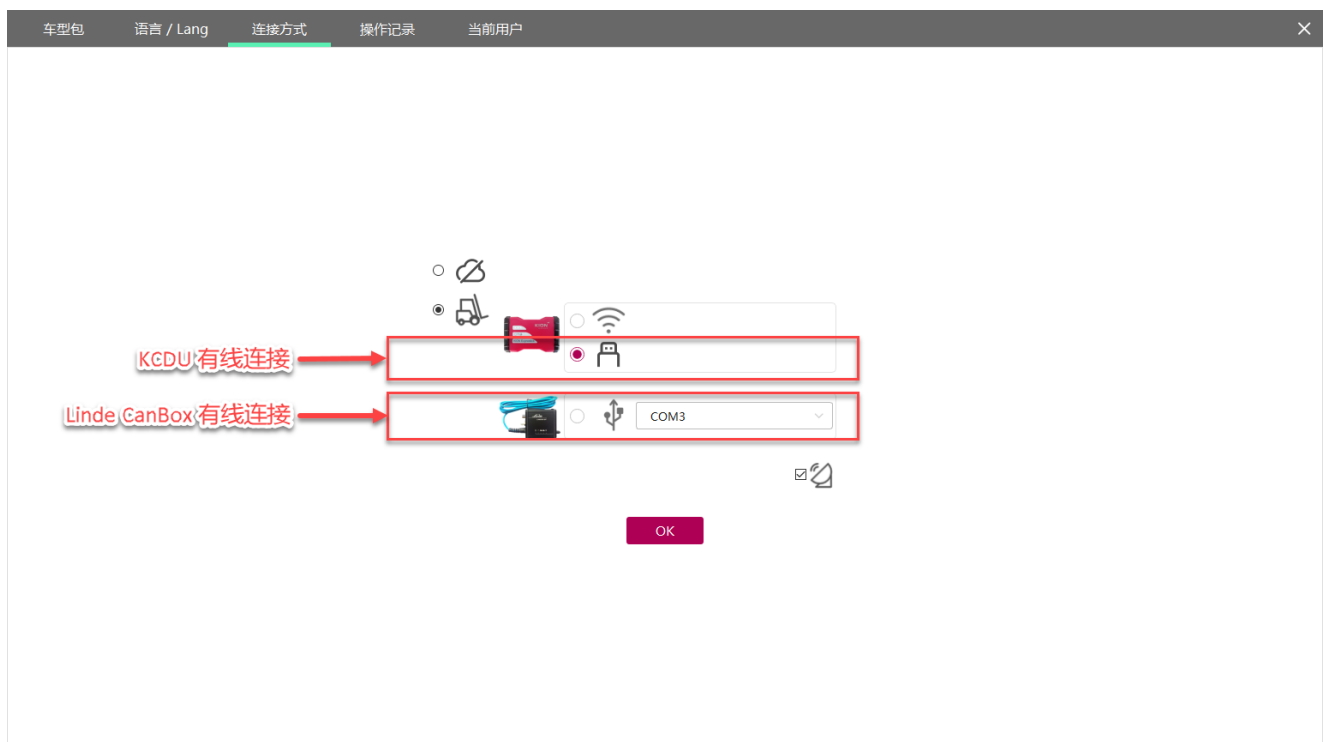 车型包
语言 / Lang
连接方式
操作记录
当前用户
KCDU 有线连接
Linde CanBox 有线连接
COM3
OK